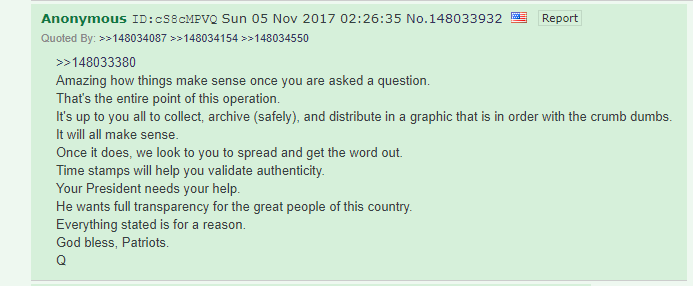 Anonymous ID:cS8cMPVQ Sun 05 Nov 2017 02:26:35 No.148033932 Report
Quoted By: >>148034087 >>148034154 >>148034550
>>148033380
Amazing how things make sense once you are asked a question.
That's the entire point of this operation.
It's up to you all to collect, archive (safely), and distribute in a graphic that is in order with the crumb dumbs.
It will all make sense.
Once it does, we look to you to spread and get the word out.
Time stamps will help you validate authenticity.
Your President needs your help.
He wants full transparency for the great people of this country.
Everything stated is for a reason.
God bless, Patriots.
Q